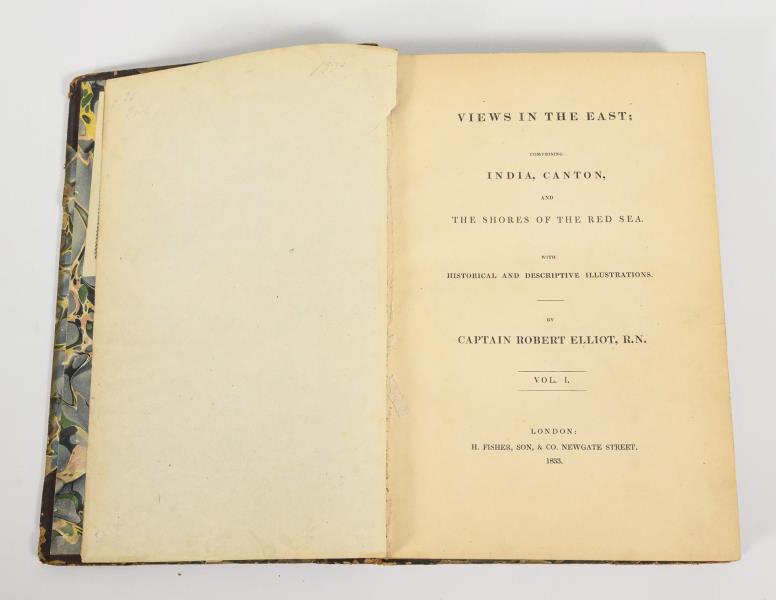 VIEWS IN THE EAST;
COMPRISING
INDIA, CANTON,
AND
THE SHORES OF THE RED SEA.
WITH
HISTORICAL AND DESCRIPTIVE ILLUSTRATIONS.
BY
CAPTAIN ROBERT ELLIOT, R.N.
VOL. I.
LONDON:
H. FISHER, SON, & CO. NEWGATE STREET.
1833.